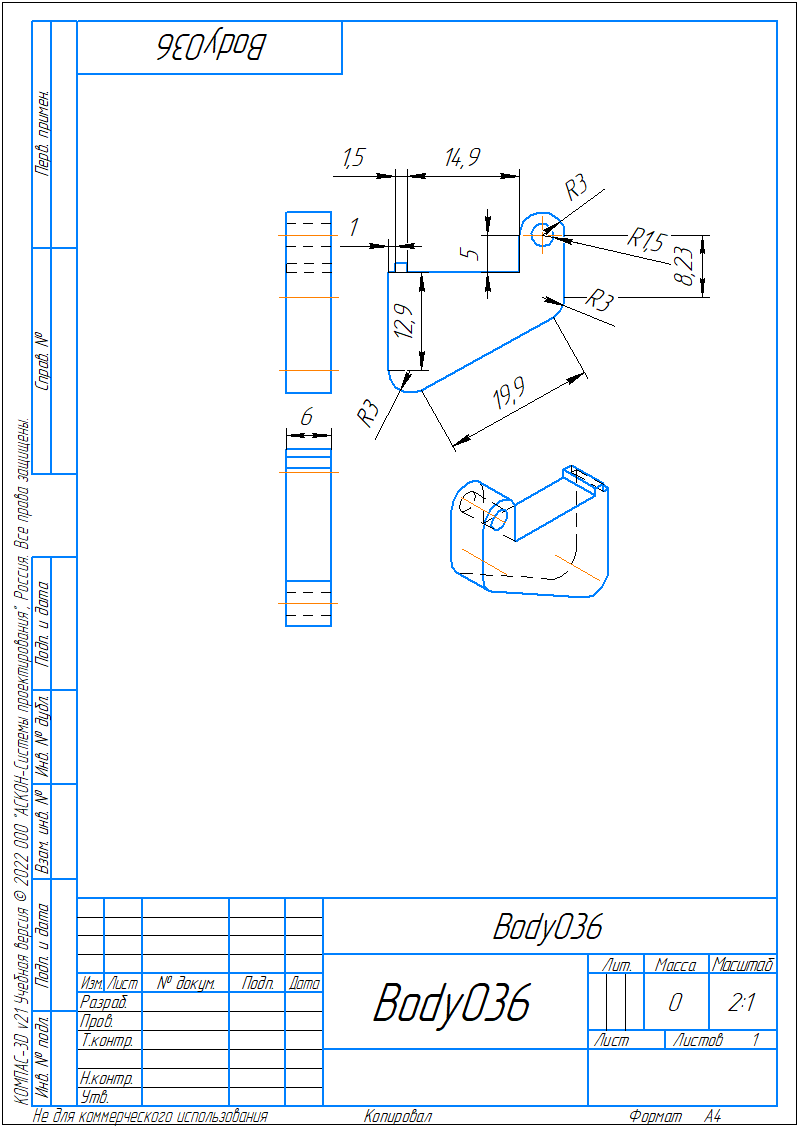 Body036
Перв. примен.
Справ. №
Подп. и дата
Инв. № дубл.
Взам. инв. №
Подп. и дата
Инв. № подл.
КОМПАС-3D v21 Учебная версия © 2022 ООО "АСКОН-Системы проектирования", Россия. Все права защищены.
1,5
14,9
R3
1
5
R1,5
8,23
12,9
R3
R3
19,9
6
Body036
Лит.
Масса
Масштаб
Изм.
Лист
№ докум.
Подп.
Дата
Разраб.
Body036
0
2:1
Пров.
Т.контр.
Лист
Листов 1
Н.контр.
Утв.
Не для коммерческого использования
Копировал
Формат A4